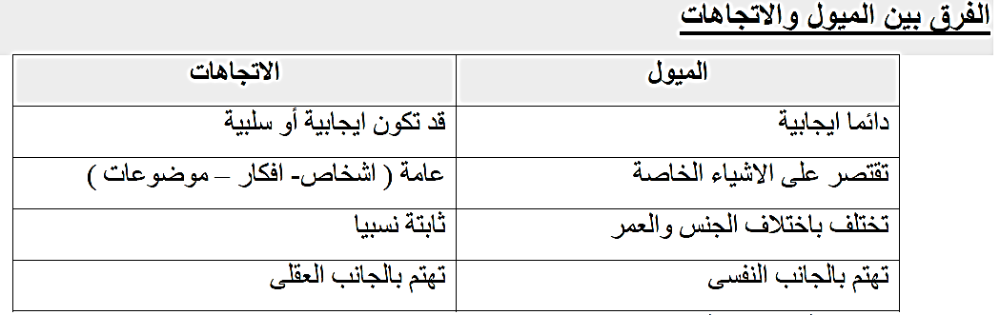 الفرق بين الميول والاتجاهات
الميول
الاتجاهات
دائما ايجابية
قد تكون ايجابية أو سلبية
تقتصر على الاشياء الخاصة
عامة ( اشخاص- افكار – موضوعات )
تختلف باختلاف الجنس والعمر
ثابتة نسبيا
تهتم بالجانب النفسى
تهتم بالجانب العقلى